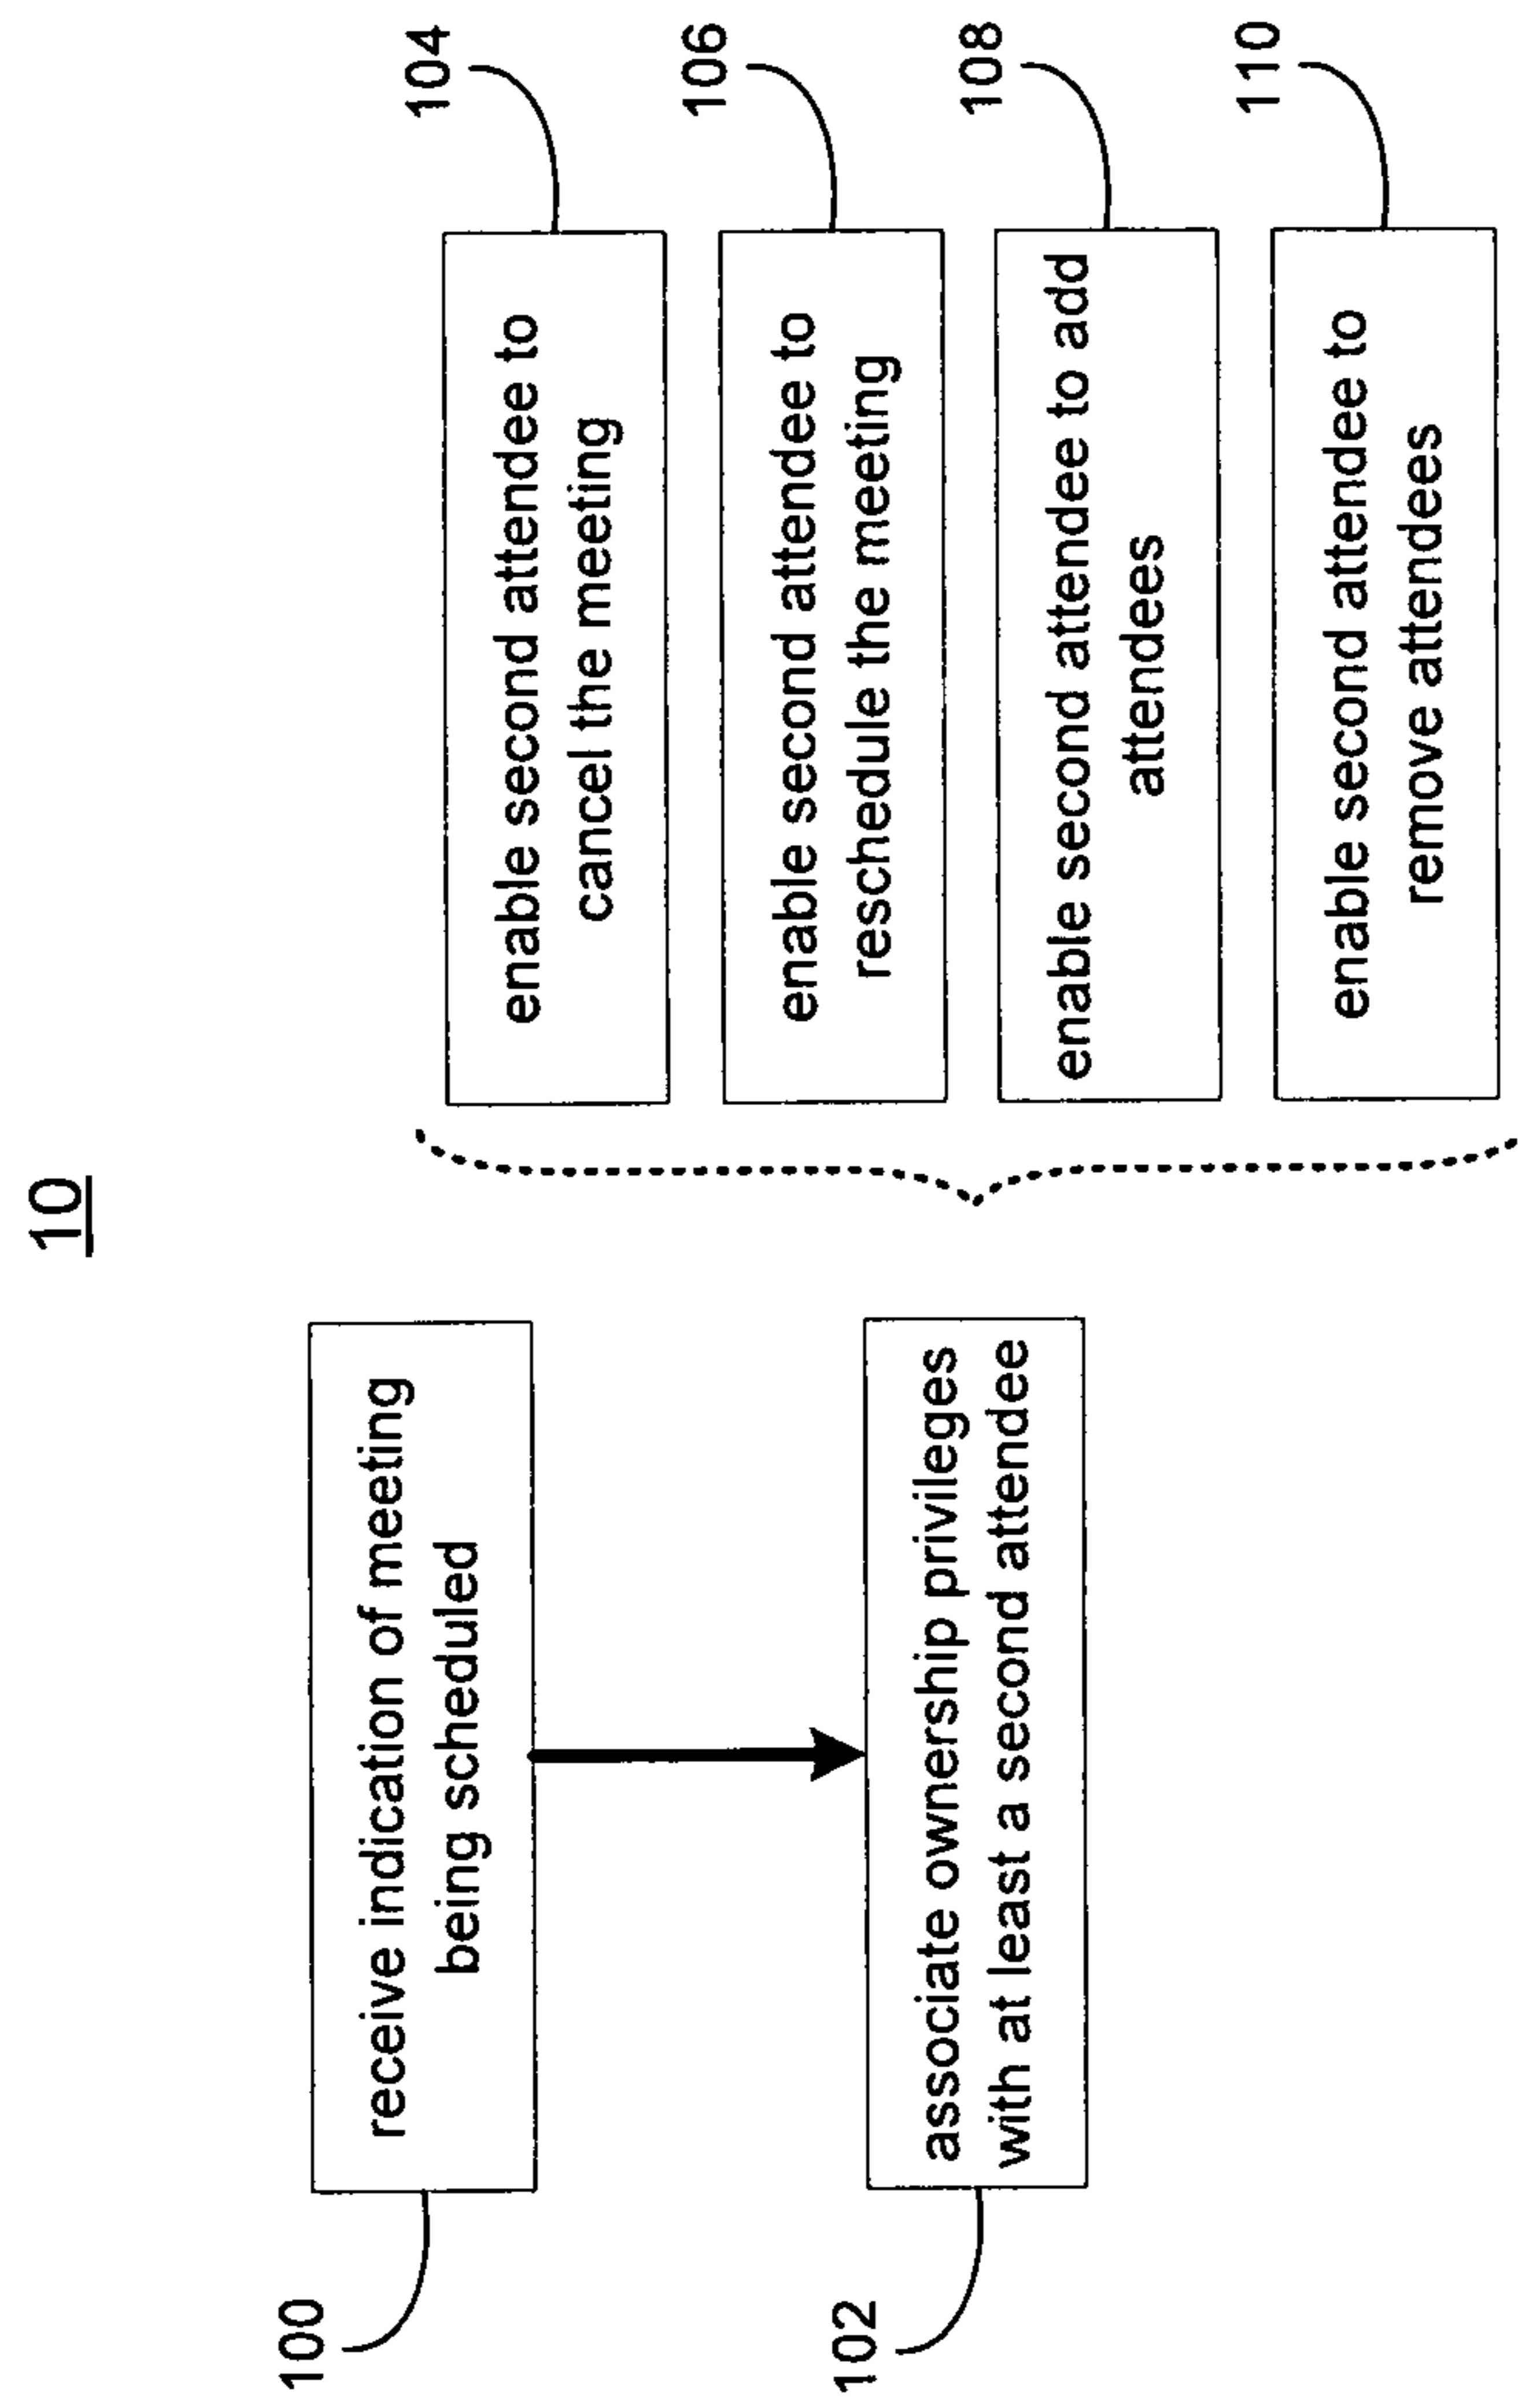 10
100
receive indication of meeting
being scheduled
102
associate ownership privileges
with at least a second attendee
enable second attendee to
cancel the meeting
104
enable second attendee to
reschedule the meeting
106
enable second attendee to add
attendees
108
enable second attendee to
remove attendees
110